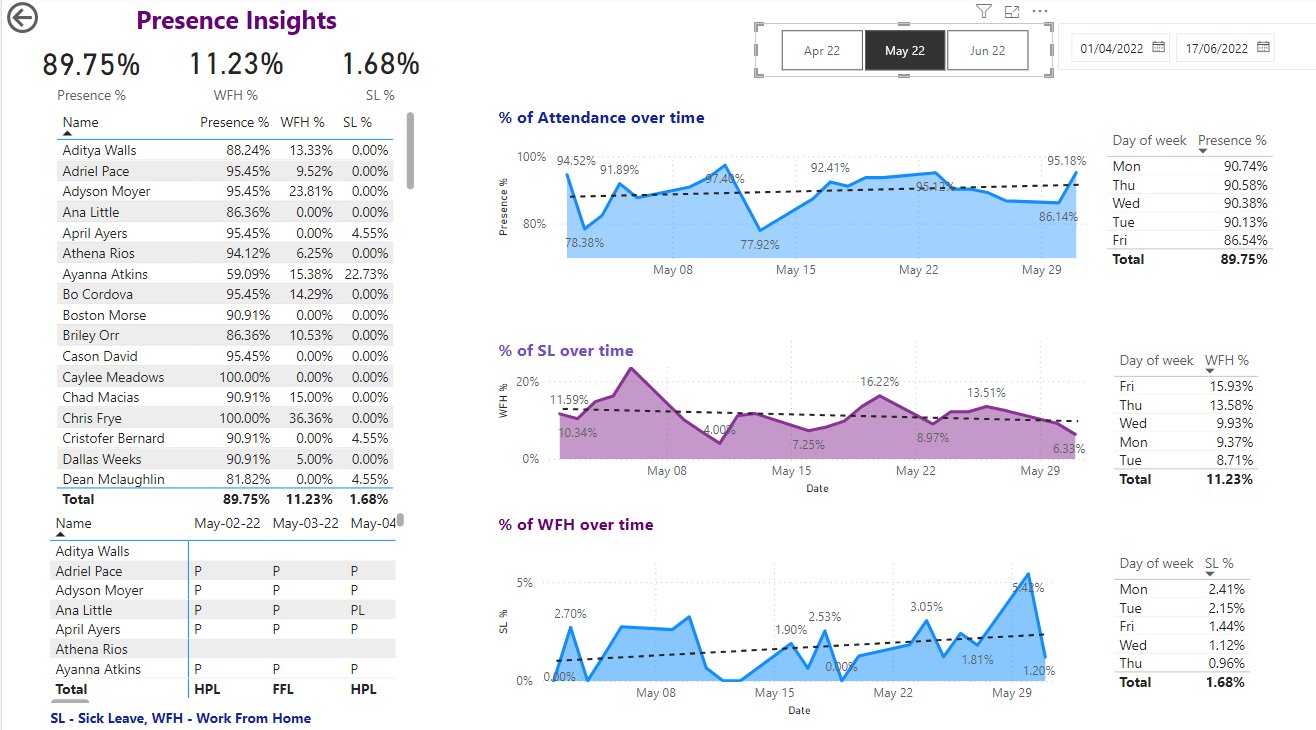 Presence Insights
89.75% 11.23% 1.68%
Presence % WFH % SL %
Apr 22 May 22 Jun 22
01/04/2022 17/06/2022
Name Presence % WFH % SL %
Aditya Walls 88.24% 13.33% 0.00%
Adriel Pace 95.45% 9.52% 0.00%
Adyson Moyer 95.45% 23.81% 0.00%
Ana Little 86.36% 0.00% 0.00%
April Ayers 95.45% 0.00% 4.55%
Athena Rios 94.12% 6.25% 0.00%
Ayanna Atkins 59.09% 15.38% 22.73%
Bo Cordova 95.45% 14.29% 0.00%
Boston Morse 90.91% 0.00% 0.00%
Briley Orr 86.36% 10.53% 0.00%
Cason David 95.45% 0.00% 0.00%
Caylee Meadows 100.00% 0.00% 0.00%
Chad Macias 90.91% 15.00% 0.00%
Chris Frye 100.00% 36.36% 0.00%
Cristofer Bernard 90.91% 0.00% 4.55%
Dallas Weeks 90.91% 5.00% 0.00%
Dean Mclaughlin 81.82% 0.00% 4.55%
Total 89.75% 11.23% 1.68%
Name May-02-22 May-03-22 May-04
Aditya Walls
Adriel Pace P P P
Adyson Moyer P P P
Ana Little P P PL
April Ayers P P P
Athena Rios
Ayanna Atkins P P P
Total HPL FFL HPL
SL - Sick Leave, WFH - Work From Home
% of Attendance over time
Presence %
100%
80%
94.52%
78.38%
91.89%
97.40%
77.92%
92.41%
95.12%
86.14%
95.18%
May 08 May 15 May 22 May 29
Day of week Presence %
Mon 90.74%
Thu 90.58%
Wed 90.38%
Tue 90.13%
Fri 86.54%
Total 89.75%
% of SL over time
WFH %
20%
0%
11.59%
10.34%
4.00%
7.25%
16.22%
8.97%
13.51%
6.33%
May 08 May 15 May 22 May 29
Date
Day of week WFH %
Fri 15.93%
Thu 13.58%
Wed 9.93%
Mon 9.37%
Tue 8.71%
Total 11.23%
% of WFH over time
SL %
5%
0%
0.00%
2.70%
1.90%
2.53%
0.00%
3.05%
1.81%
5.42%
1.20%
May 08 May 15 May 22 May 29
Date
Day of week SL %
Mon 2.41%
Tue 2.15%
Fri 1.44%
Wed 1.12%
Thu 0.96%
Total 1.68%